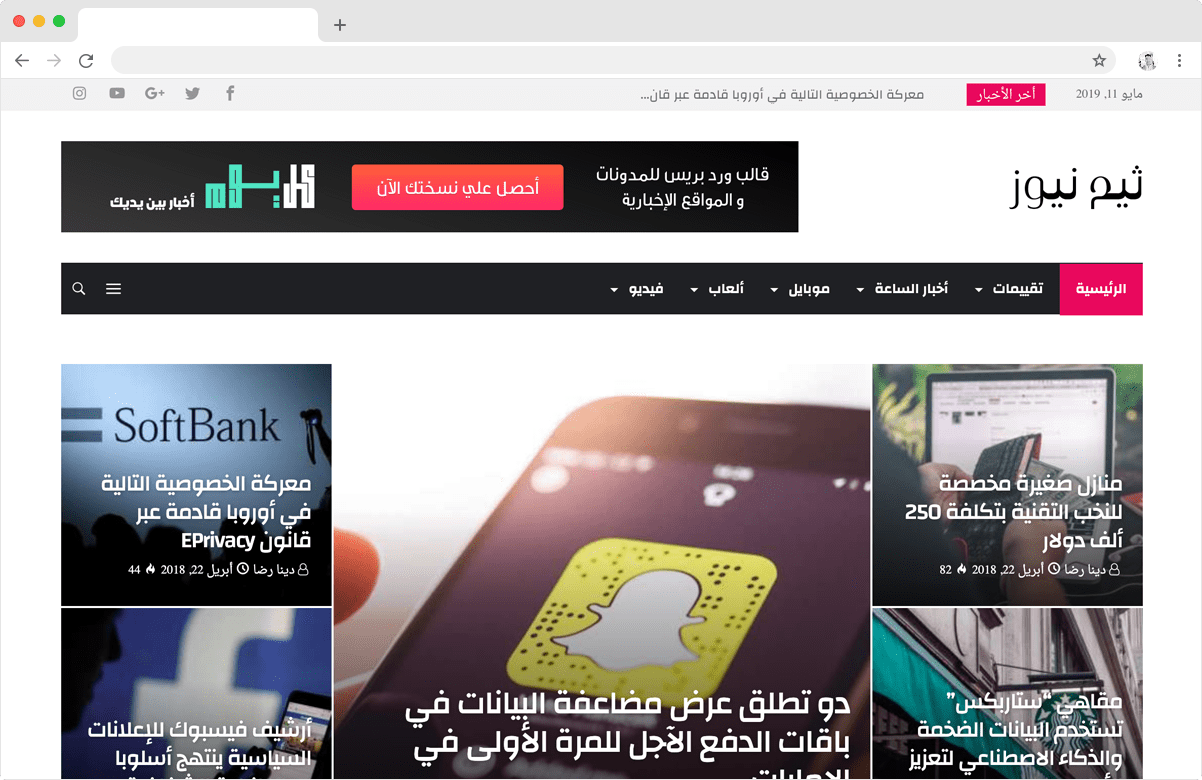 مايو 11, 2019
أخر الأخبار
معركة الخصوصية التالية في أوروبا قادمة عبر قان...
ثيم نيوز
قالب ورد بريس للمدونات
و المواقع الإخبارية
أحصل علي نسختك الآن
كل يوم
أخبار بين يديك
الرئيسية
تقييمات
أخبار الساعة
موبايل
ألعاب
فيديو
منازل صغيرة مخصصة
للنخب التقنية بتكلفة 250
ألف دولار
دينا رضا أبريل 22, 2018 82
مقاهي “ستاربكس”
تستخدم البيانات الضخمة
والذكاء الاصطناعي لتعزيز
دو تطلق عرض مضاعفة البيانات في
باقات الدفع الآجل للمرة الأولى في
SoftBank
معركة الخصوصية التالية
في أوروبا قادمة عبر
قانون EPrivacy
دينا رضا أبريل 22, 2018 44
أرشيف فيسبوك للإعلانات
السياسية ينتهج أسلوبا